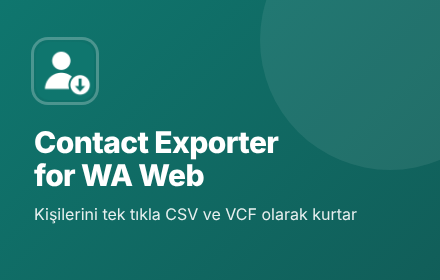 Contact Exporter
for WA Web
Kişilerini tek tıkla CSV ve VCF olarak kurtar